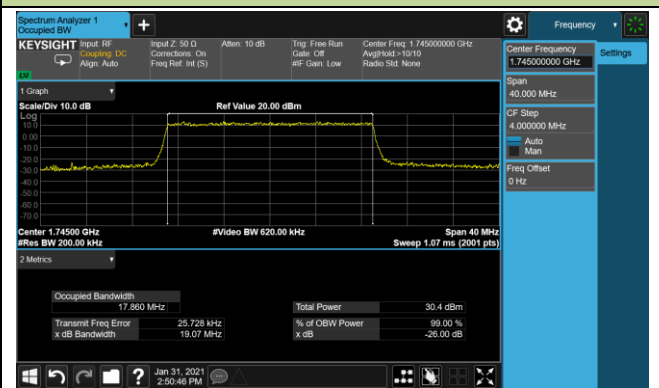 Spectrum Analyzer 1
Occupied BW
+
Frequency
KEYSIGHT
Input: RF
Coupling: DC
Align: Auto
Input Z: 50 Ω
Corrections: On
Freq Ref: Int (S)
Atten: 10 dB
Trig: Free Run
Gate: Off
#IF Gain: Low
Center Freq: 1.745000000 GHz
Avg|Hold:>10/10
Radio Std: None
LXI
Center Frequency
1.745000000 GHz
Settings
Span
40.000 MHz
CF Step
4.000000 MHz
Auto
Man
Freq Offset
0 Hz
1 Graph
Scale/Div 10.0 dB
Ref Value 20.00 dBm
Log
10.0
0.00
-10.0
-20.0
-30.0
-40.0
-50.0
-60.0
-70.0
Center 1.74500 GHz
#Video BW 620.00 kHz
Span 40 MHz
#Res BW 200.00 kHz
Sweep 1.07 ms (2001 pts)
2 Metrics
Occupied Bandwidth
17.860 MHz
Total Power
30.4 dBm
Transmit Freq Error
25.728 kHz
% of OBW Power
99.00 %
x dB Bandwidth
19.07 MHz
x dB
-26.00 dB
?
Jan 31, 2021
2:50:46 PM